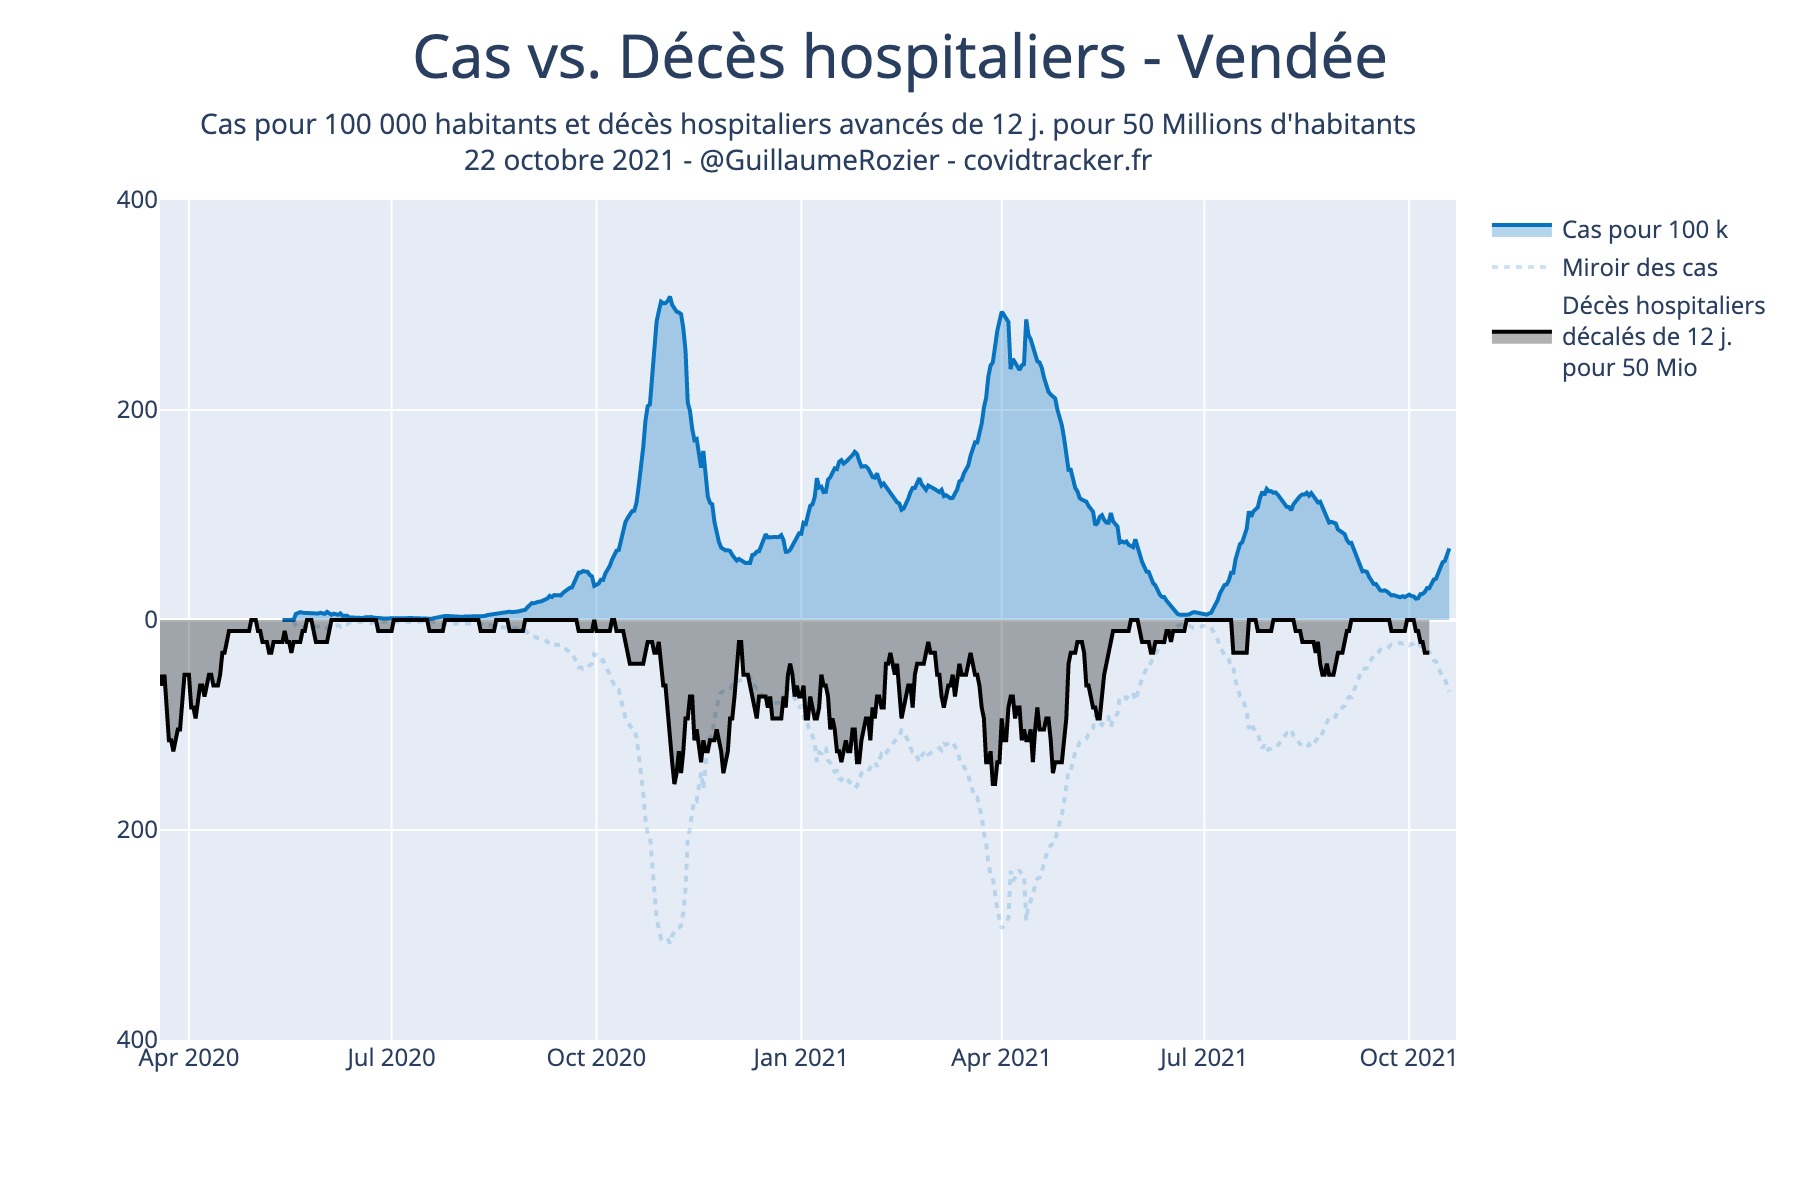 Cas vs. Décès hospitaliers - Vendée
Cas pour 100 000 habitants et décès hospitaliers avancés de 12 j. pour 50 Millions d'habitants
22 octobre 2021 - @GuillaumeRozier - covidtracker.fr
400
200
0
200
400
Apr 2020
Jul 2020
Oct 2020
Jan 2021
Apr 2021
Jul 2021
Oct 2021
Cas pour 100 k
Miroir des cas
Décès hospitaliers
décalés de 12 j.
pour 50 Mio